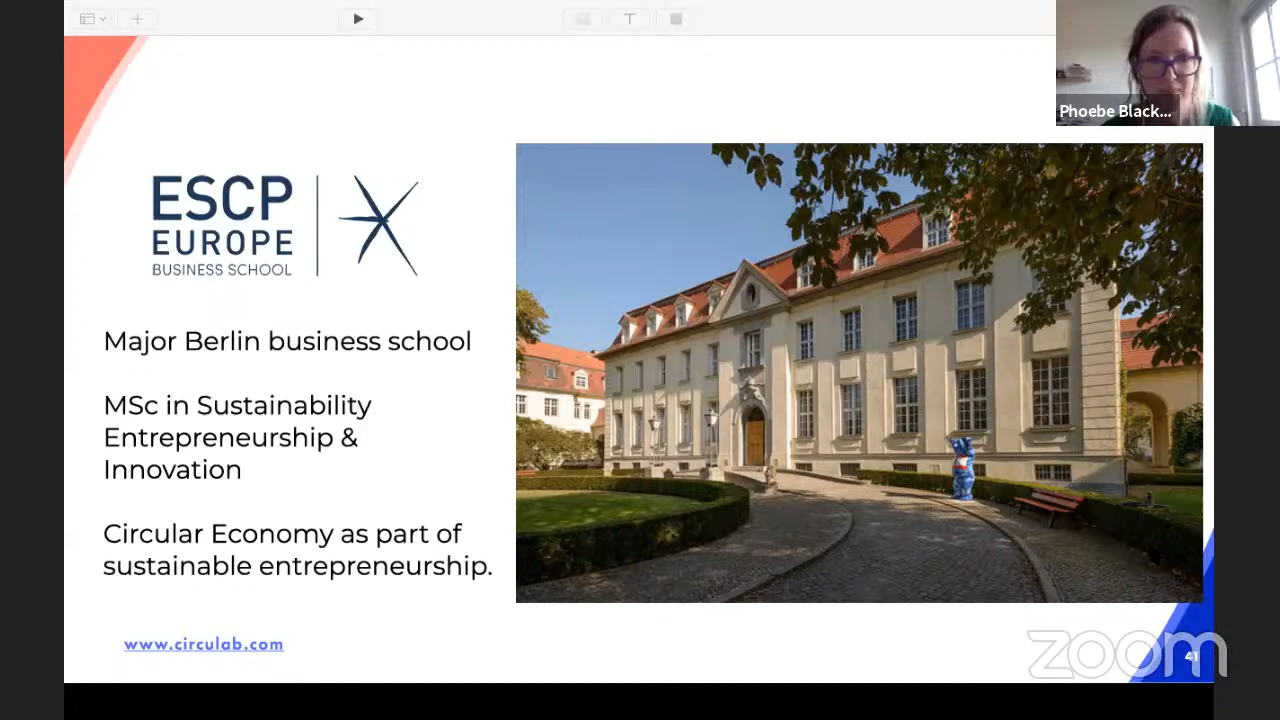 Phoebe Black...
ESCP
EUROPE
BUSINESS SCHOOL
Major Berlin business school
MSc in Sustainability
Entrepreneurship &
Innovation
Circular Economy as part of
sustainable entrepreneurship.
www.circulab.com
zoom
41